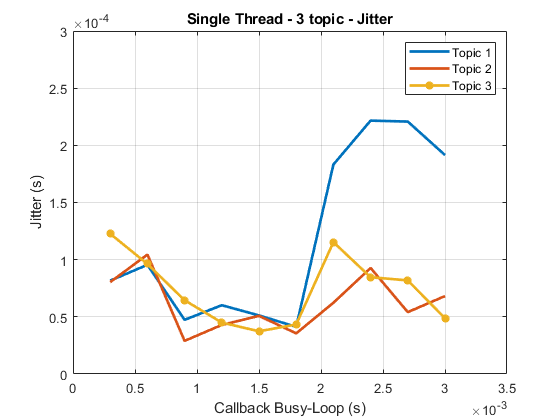 Single Thread - 3 topic - Jitter
×10⁻⁴
3
2.5
2
1.5
1
0.5
0
Jitter (s)
Topic 1
Topic 2
Topic 3
0 0.5 1 1.5 2 2.5 3 3.5
Callback Busy-Loop (s)
×10⁻³